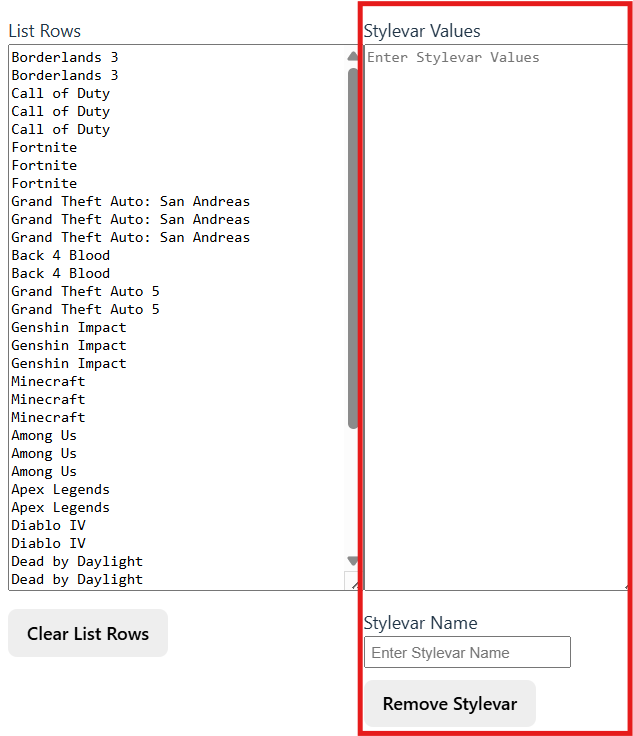 List Rows
Borderlands 3
Borderlands 3
Call of Duty
Call of Duty
Call of Duty
Fortnite
Fortnite
Fortnite
Grand Theft Auto: San Andreas
Grand Theft Auto: San Andreas
Grand Theft Auto: San Andreas
Back 4 Blood
Back 4 Blood
Grand Theft Auto 5
Grand Theft Auto 5
Genshin Impact
Genshin Impact
Genshin Impact
Minecraft
Minecraft
Minecraft
Among Us
Among Us
Among Us
Apex Legends
Apex Legends
Diablo IV
Diablo IV
Dead by Daylight
Dead by Daylight
Clear List Rows
Stylevar Values
Enter Stylevar Values
Stylevar Name
Enter Stylevar Name
Remove Stylevar